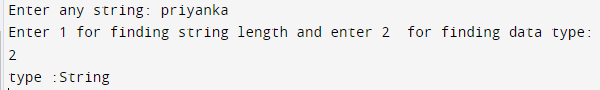 Enter any string: priyanka
Enter 1 for finding string length and enter 2  for finding data type:
2
type :String